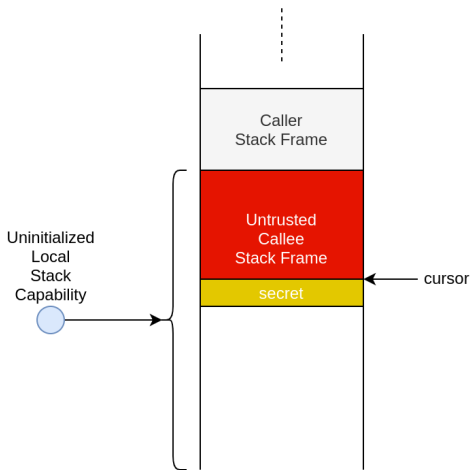 Caller
Stack Frame
Untrusted
Callee
Stack Frame
Uninitialized
Local
Stack
Capability
cursor
secret